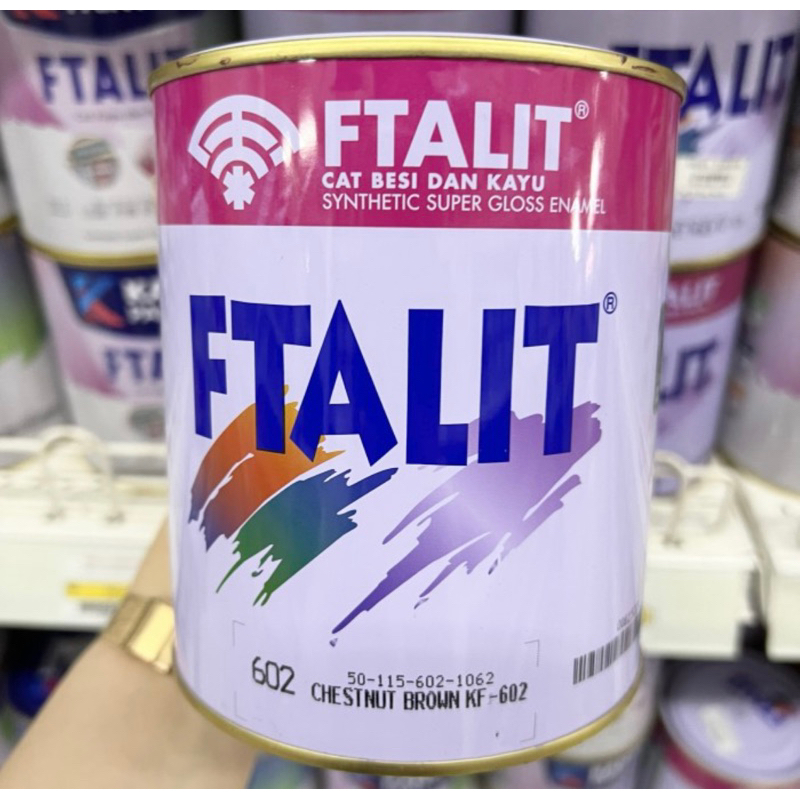 FTALIT®
CAT BESI DAN KAYU
SYNTHETIC SUPER GLOSS ENAMEL
FTALIT®
602
50-115-602-1062
CHESTNUT BROWN KF-602
FTALIT